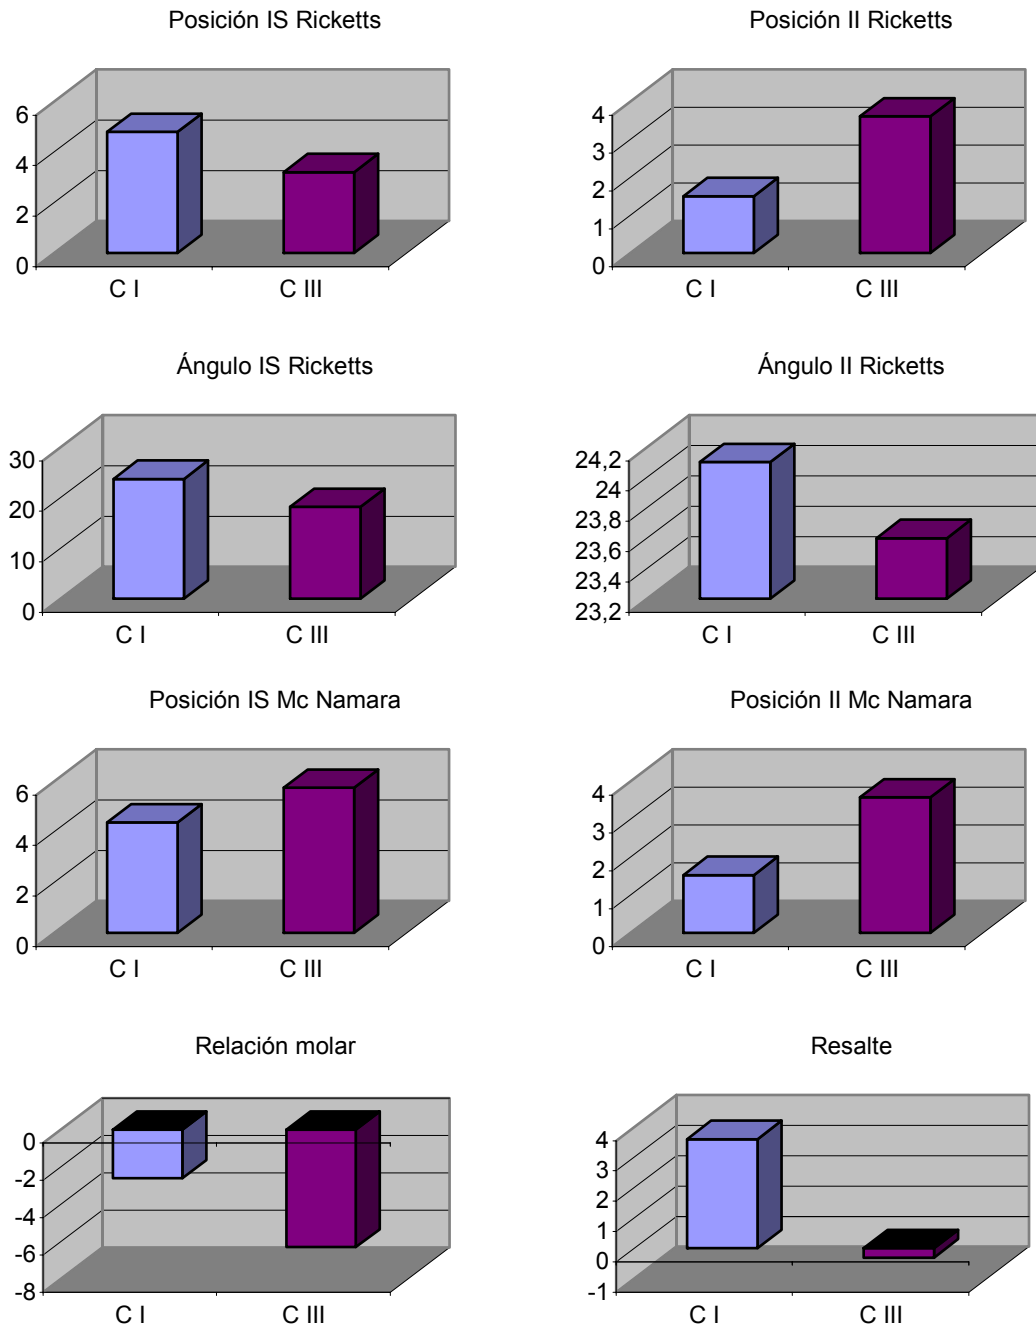 Posición IS Ricketts
6
4
2
0
C I C III
Posición II Ricketts
4
3
2
1
0
C I C III
Ángulo IS Ricketts
30
20
10
0
C I C III
Ángulo II Ricketts
24,2
24
23,8
23,6
23,4
23,2
C I C III
Posición IS Mc Namara
6
4
2
0
C I C III
Posición II Mc Namara
4
3
2
1
0
C I C III
Relación molar
0
-2
-4
-6
-8
C I C III
Resalte
4
3
2
1
0
-1
C I C III